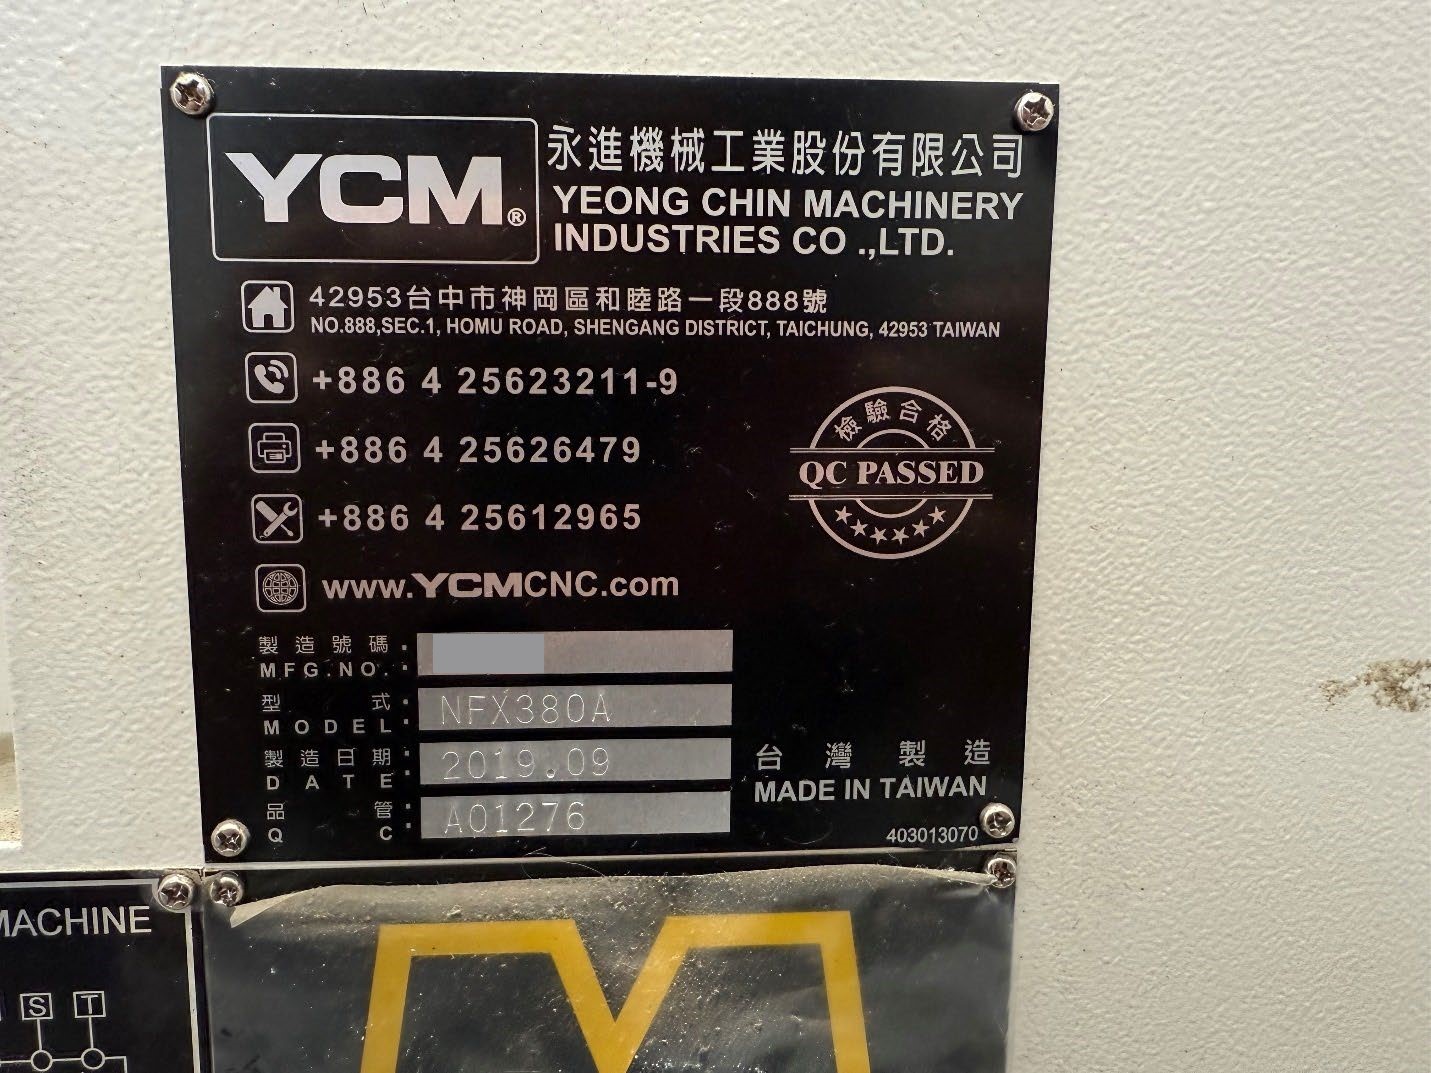 YCM®
永進機械工業股份有限公司
YEONG CHIN MACHINERY
INDUSTRIES CO .,LTD.
42953台中市神岡區和睦路一段888號
NO.888,SEC.1, HOMU ROAD, SHENGANG DISTRICT, TAICHUNG, 42953 TAIWAN
+886 4 25623211-9
+886 4 25626479
+886 4 25612965
www.YCMCNC.com
檢驗合格
QC PASSED
製造號碼:
MFG.NO.:
型式:
MODEL: NFX380A
製造日期:
DATE: 2019.09
品管:
QC: A01276
台灣製造
MADE IN TAIWAN
403013070
MACHINE
S T